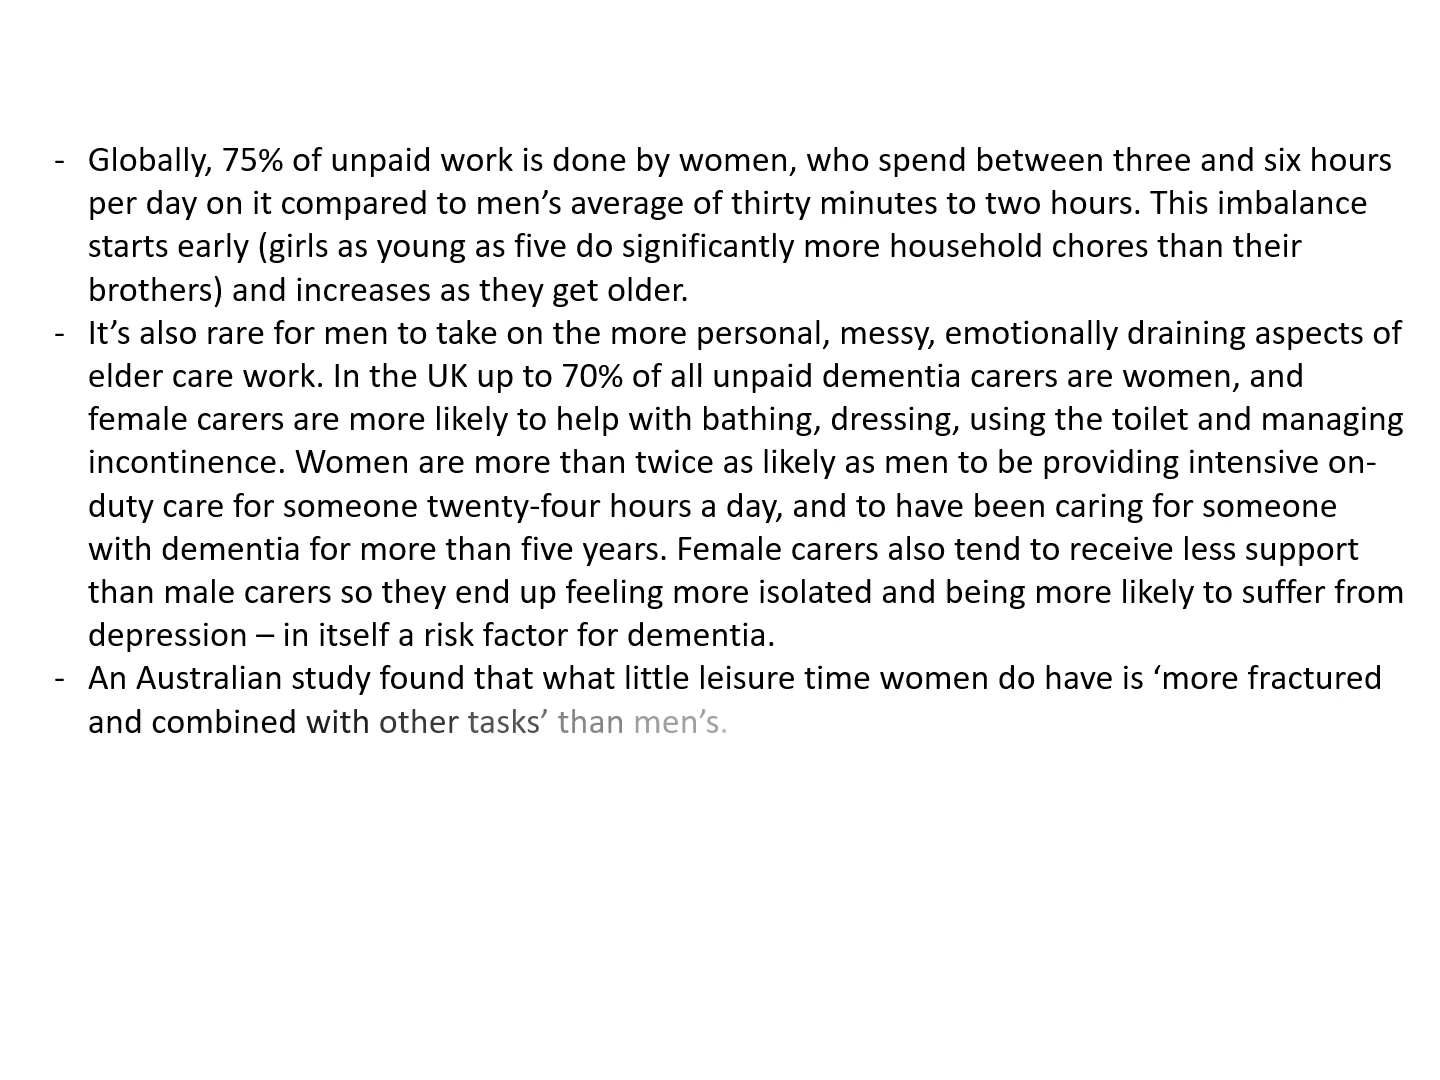 - Globally, 75% of unpaid work is done by women, who spend between three and six hours
per day on it compared to men’s average of thirty minutes to two hours. This imbalance
starts early (girls as young as five do significantly more household chores than their
brothers) and increases as they get older.
- It’s also rare for men to take on the more personal, messy, emotionally draining aspects of
elder care work. In the UK up to 70% of all unpaid dementia carers are women, and
female carers are more likely to help with bathing, dressing, using the toilet and managing
incontinence. Women are more than twice as likely as men to be providing intensive on-
duty care for someone twenty-four hours a day, and to have been caring for someone
with dementia for more than five years. Female carers also tend to receive less support
than male carers so they end up feeling more isolated and being more likely to suffer from
depression – in itself a risk factor for dementia.
- An Australian study found that what little leisure time women do have is ‘more fractured
and combined with other tasks’ than men’s.